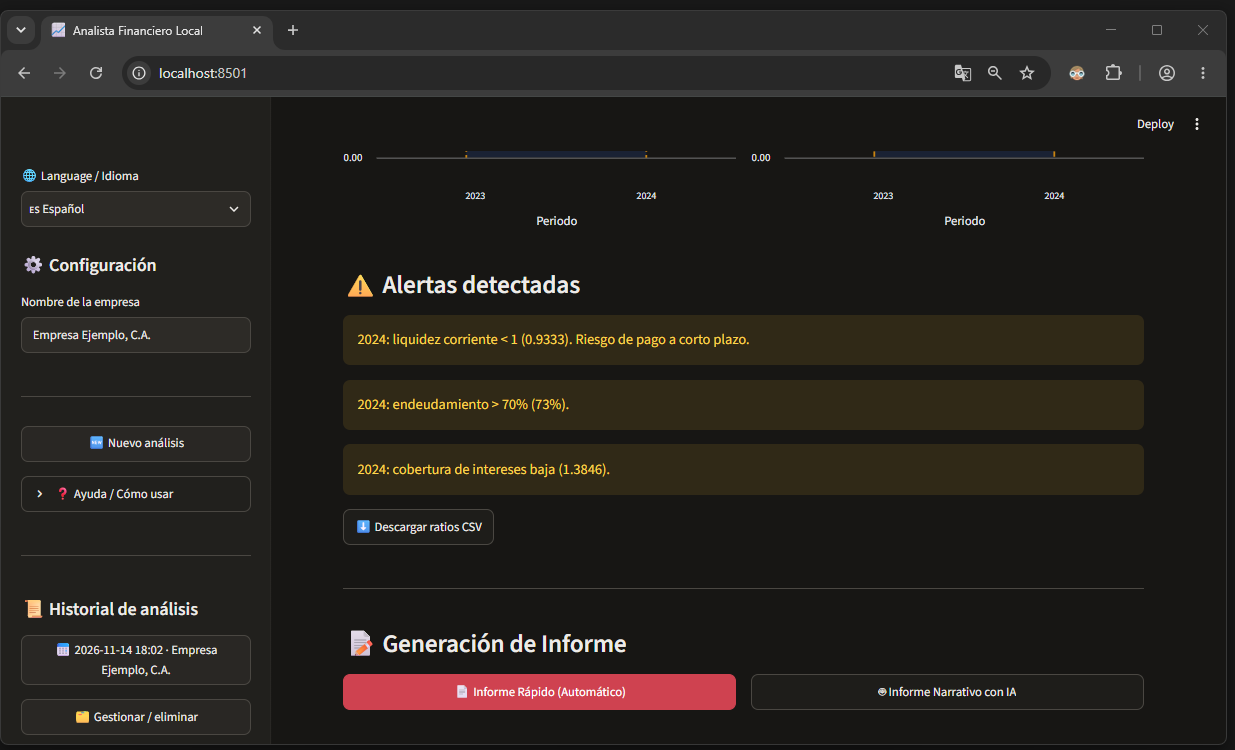 Analista Financiero Local
localhost:8501
Deploy
Language / Idioma
ES Español
Configuración
Nombre de la empresa
Empresa Ejemplo, C.A.
NEW Nuevo análisis
Ayuda / Cómo usar
Historial de análisis
2026-11-14 18:02 · Empresa
Ejemplo, C.A.
Gestionar / eliminar
0.00
2023
2024
Periodo
0.00
2023
2024
Periodo
Alertas detectadas
2024: liquidez corriente < 1 (0.9333). Riesgo de pago a corto plazo.
2024: endeudamiento > 70% (73%).
2024: cobertura de intereses baja (1.3846).
Descargar ratios CSV
Generación de Informe
Informe Rápido (Automático)
Informe Narrativo con IA